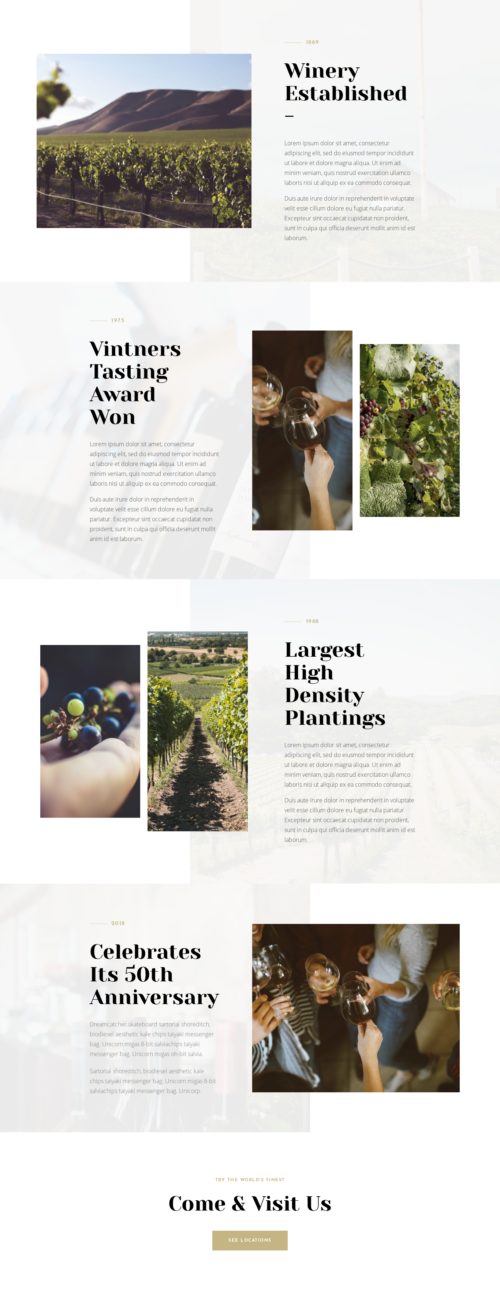 1869
Winery
Established
–
Lorem ipsum dolor sit amet, consectetur
adipiscing elit, sed do eiusmod tempor incididunt
ut labore et dolore magna aliqua. Ut enim ad
minim veniam, quis nostrud exercitation ullamco
laboris nisi ut aliquip ex ea commodo consequat.
Duis aute irure dolor in reprehenderit in voluptate
velit esse cillum dolore eu fugiat nulla pariatur.
Excepteur sint occaecat cupidatat non proident,
sunt in culpa qui officia deserunt mollit anim id est
laborum.
1975
Vintners
Tasting
Award
Won
Lorem ipsum dolor sit amet, consectetur
adipiscing elit, sed do eiusmod tempor incididunt
ut labore et dolore magna aliqua. Ut enim ad
minim veniam, quis nostrud exercitation ullamco
laboris nisi ut aliquip ex ea commodo consequat.
Duis aute irure dolor in reprehenderit in
voluptate velit esse cillum dolore eu fugiat nulla
pariatur. Excepteur sint occaecat cupidatat non
proident, sunt in culpa qui officia deserunt mollit
anim id est laborum.
1988
Largest
High
Density
Plantings
Lorem ipsum dolor sit amet, consectetur
adipiscing elit, sed do eiusmod tempor incididunt
ut labore et dolore magna aliqua. Ut enim ad
minim veniam, quis nostrud exercitation ullamco
laboris nisi ut aliquip ex ea commodo consequat.
Duis aute irure dolor in reprehenderit in voluptate
velit esse cillum dolore eu fugiat nulla pariatur.
Excepteur sint occaecat cupidatat non proident,
sunt in culpa qui officia deserunt mollit anim id est
laborum.
2018
Celebrates
Its 50th
Anniversary
Dreamcatcher skateboard sartorial shoreditch,
brodiesel aesthetic kale chips taiyaki messenger
bag. Unicorn migas 8-bit salviachips taiyaki
messenger bag. Unicorn migas oh-bit salvia.
Sartorial shoreditch, brodiesel aesthetic kale
chips taiyaki messenger bag. Unicorn migas 8-bit
salviachips taiyaki messenger bag. Unicorp.
TRY THE WORLD'S FINEST
Come & Visit Us
SEE LOCATIONS